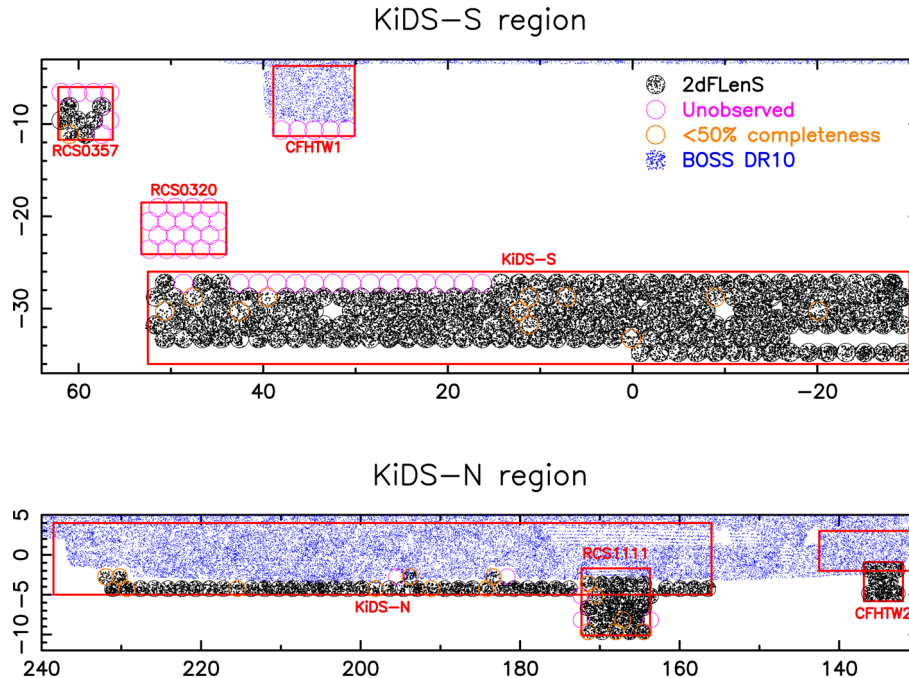 KiDS−S region
2dFLenS
Unobserved
<50% completeness
BOSS DR10
RCS0357
CFHTW1
RCS0320
KiDS−S
−10
−20
−30
60 40 20 0 −20
KiDS−N region
RCS1111
KiDS−N
CFHTW2
5
0
−5
−10
240 220 200 180 160 140